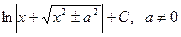 ln|x + √(x² ± a²)| + C,  a ≠ 0